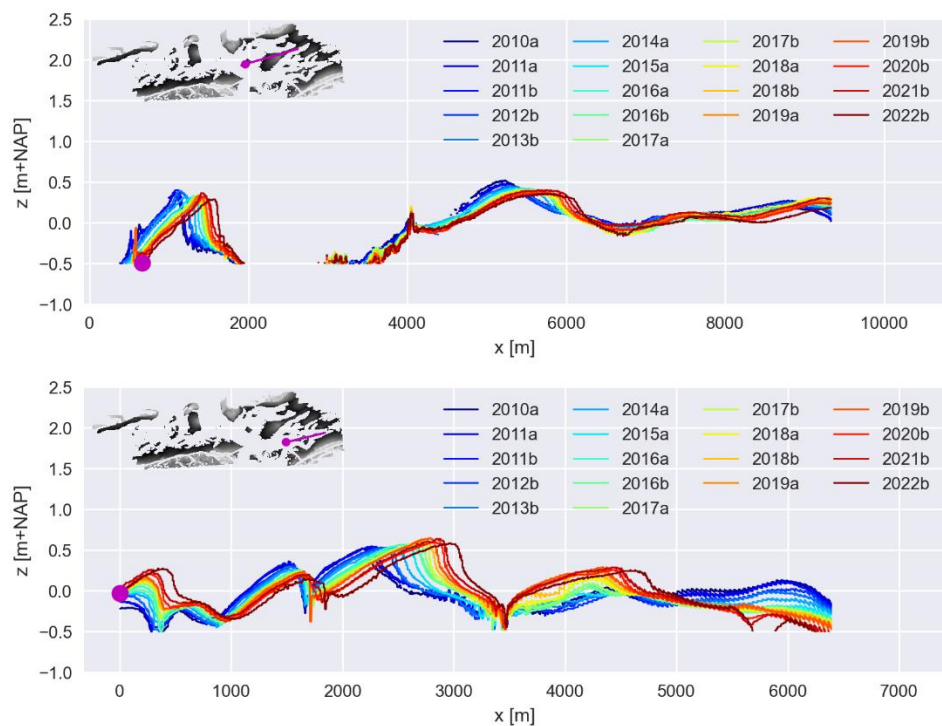 2.5
2.0
1.5
1.0
0.5
0.0
−0.5
−1.0
z [m+NAP]
2010a 2014a 2017b 2019b
2011a 2015a 2018a 2020b
2011b 2016a 2018b 2021b
2012b 2016b 2019a 2022b
2013b 2017a
0 2000 4000 6000 8000 10000
x [m]
2.5
2.0
1.5
1.0
0.5
0.0
−0.5
−1.0
z [m+NAP]
2010a 2014a 2017b 2019b
2011a 2015a 2018a 2020b
2011b 2016a 2018b 2021b
2012b 2016b 2019a 2022b
2013b 2017a
0 1000 2000 3000 4000 5000 6000 7000
x [m]